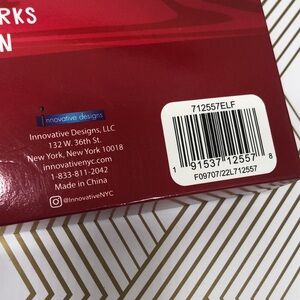 RKS
N
innovative designs
Innovative Designs, LLC
132 W. 36th St.
New York, New York 10018
innovativenyc.com
1-833-811-2042
Made in China
@InnovativeNYC
712557ELF
1 91537 12557 8
F09707/22L712557